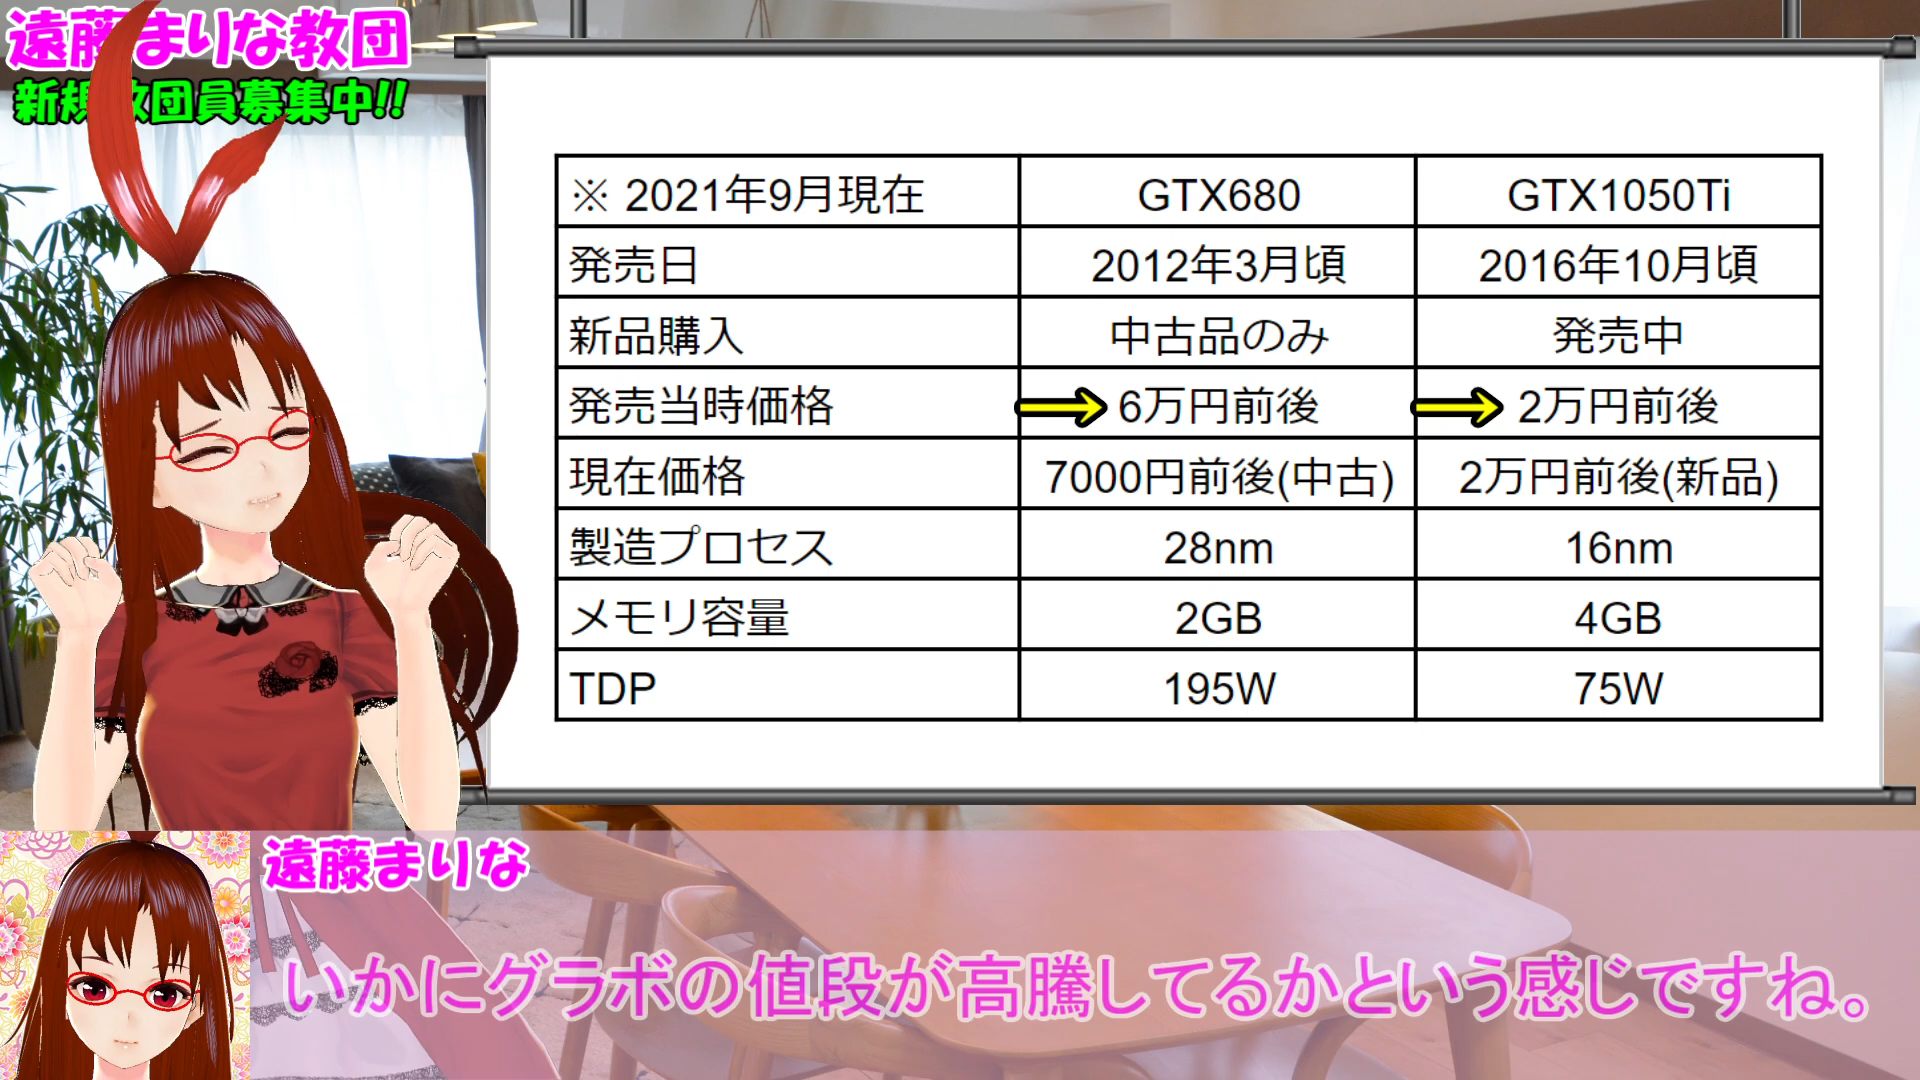 遠藤まりな教団
新規教団員募集中!!
※ 2021年9月現在 GTX680 GTX1050Ti
発売日 2012年3月頃 2016年10月頃
新品購入 中古品のみ 発売中
発売当時価格 6万円前後 2万円前後
現在価格 7000円前後(中古) 2万円前後(新品)
製造プロセス 28nm 16nm
メモリ容量 2GB 4GB
TDP 195W 75W
遠藤まりな
いかにグラボの値段が高騰してるかという感じですね。